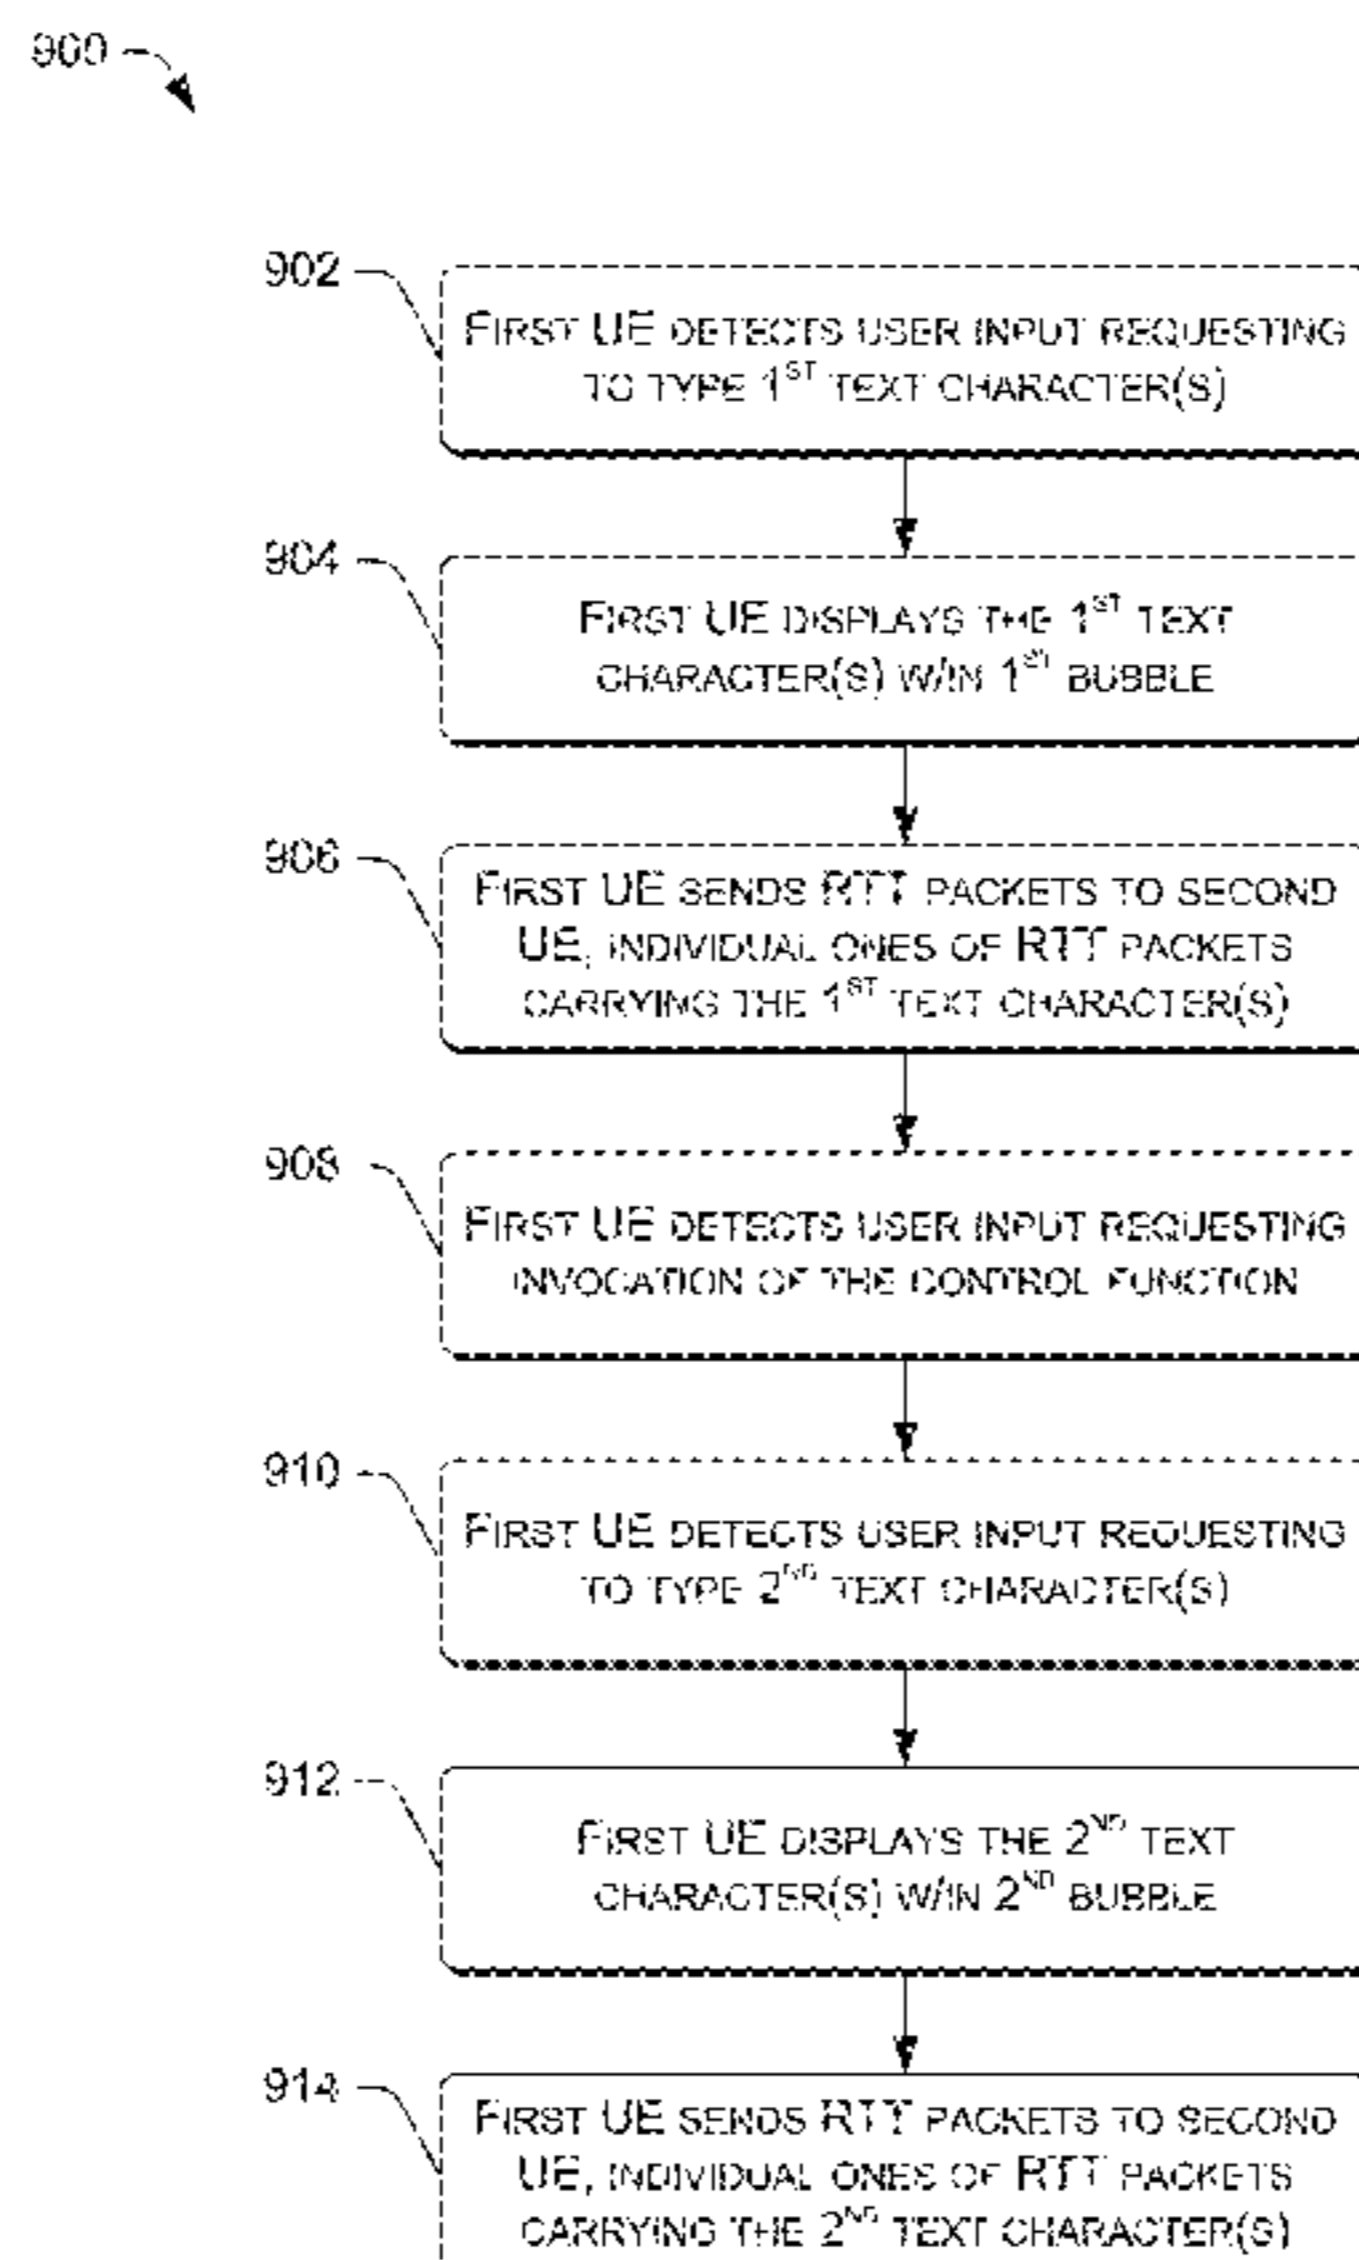 900
902
FIRST UE DETECTS USER INPUT REQUESTING
TO TYPE 1ST TEXT CHARACTER(S)
904
FIRST UE DISPLAYS THE 1ST TEXT
CHARACTER(S) W/IN 1ST BUBBLE
906
FIRST UE SENDS RTT PACKETS TO SECOND
UE, INDIVIDUAL ONES OF RTT PACKETS
CARRYING THE 1ST TEXT CHARACTER(S)
908
FIRST UE DETECTS USER INPUT REQUESTING
INVOCATION OF THE CONTROL FUNCTION
910
FIRST UE DETECTS USER INPUT REQUESTING
TO TYPE 2ND TEXT CHARACTER(S)
912
FIRST UE DISPLAYS THE 2ND TEXT
CHARACTER(S) W/IN 2ND BUBBLE
914
FIRST UE SENDS RTT PACKETS TO SECOND
UE, INDIVIDUAL ONES OF RTT PACKETS
CARRYING THE 2ND TEXT CHARACTER(S)